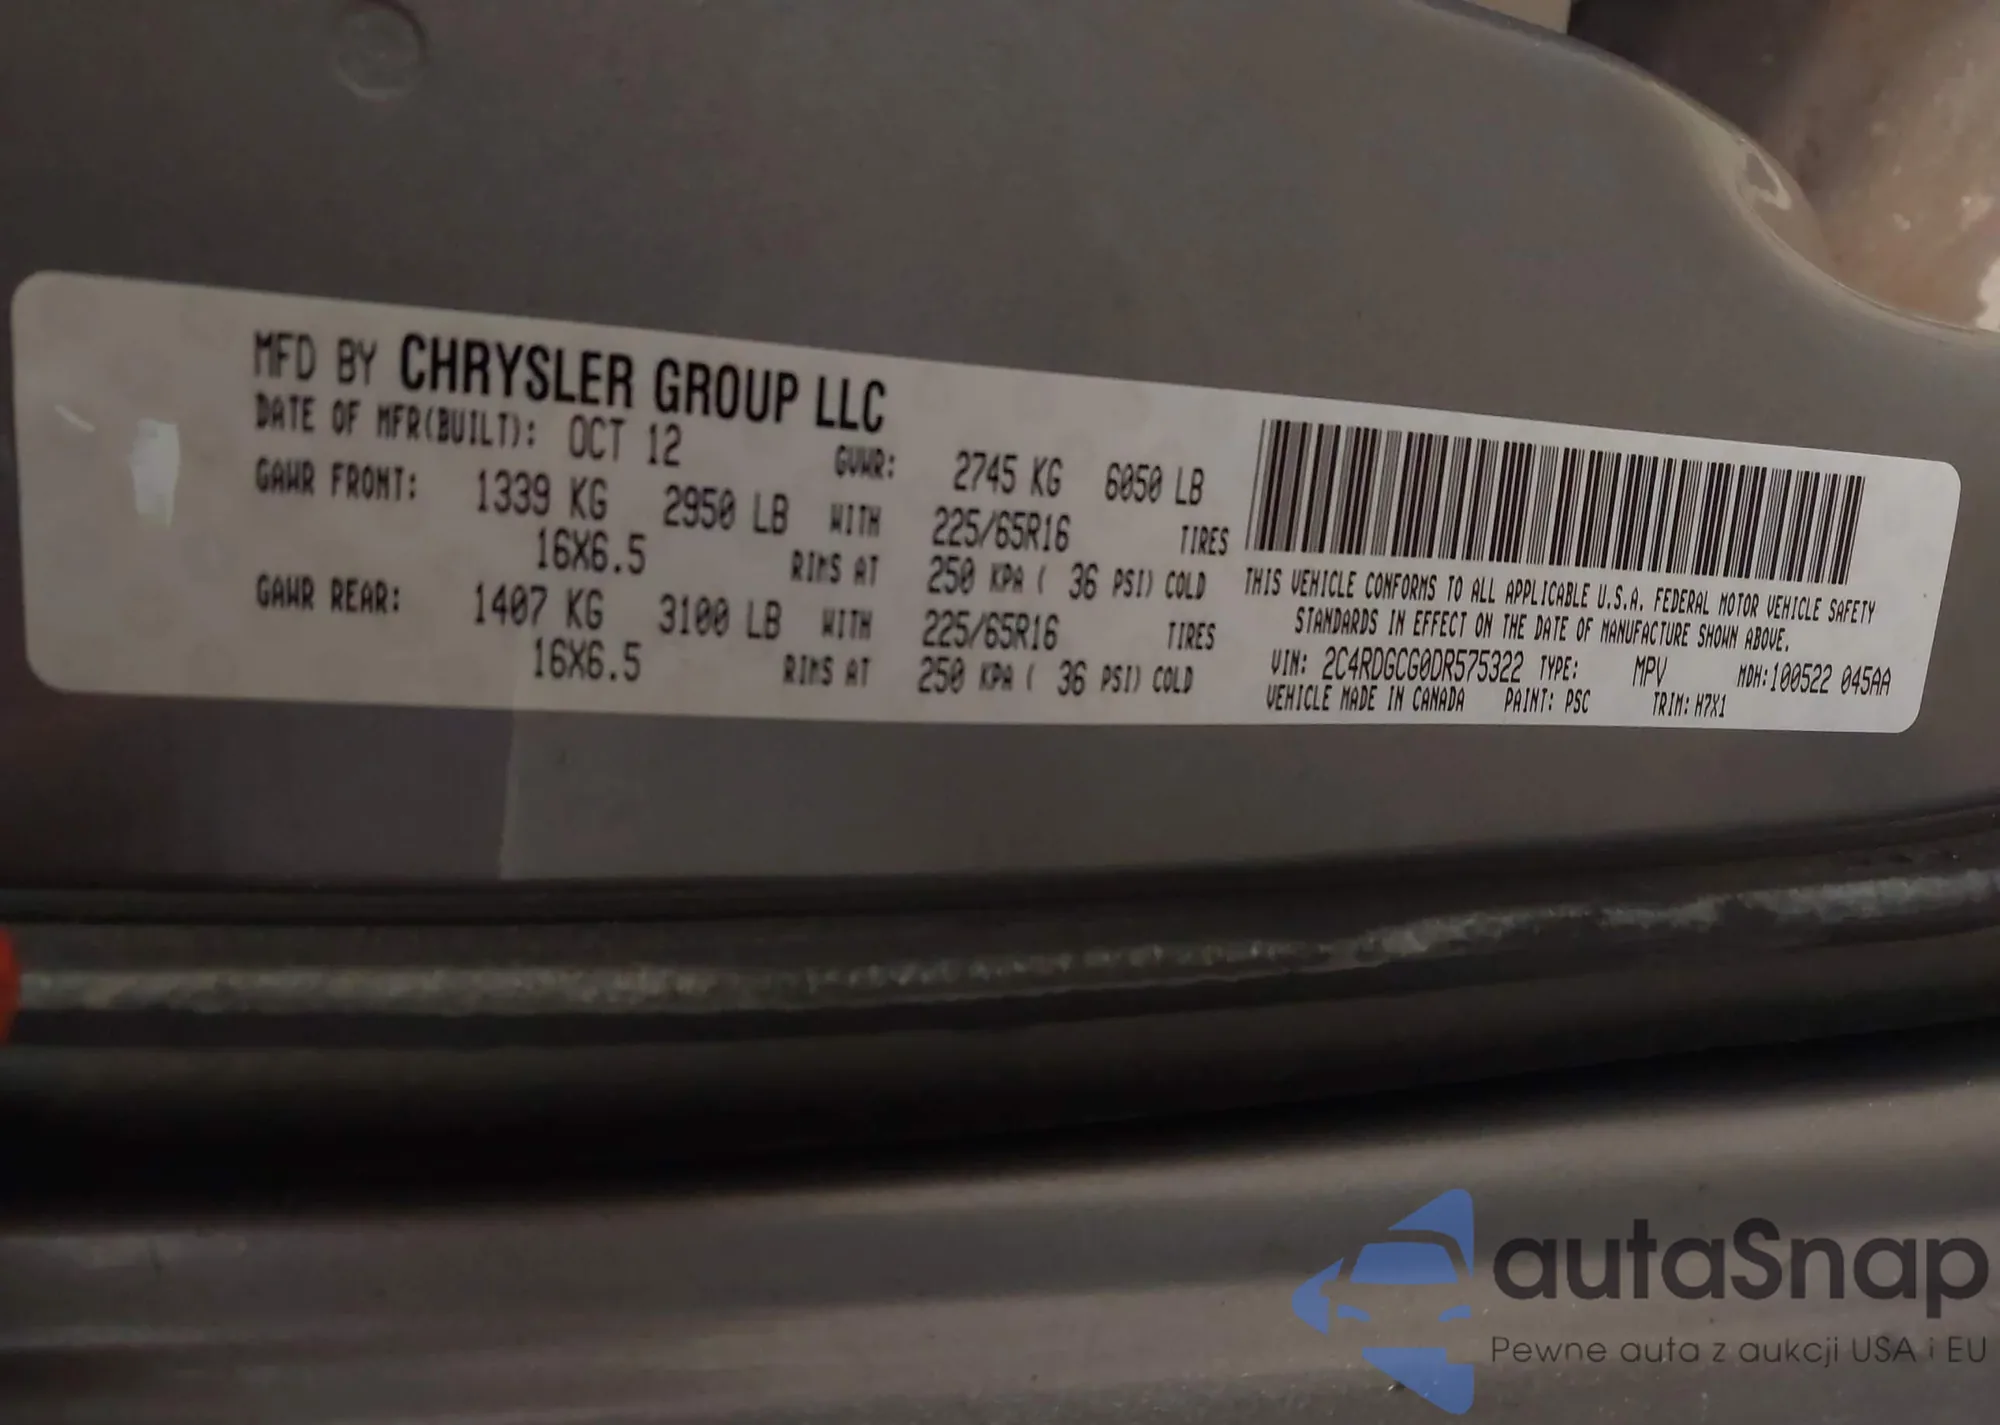 MFD BY CHRYSLER GROUP LLC
DATE OF MFR(BUILT): OCT 12 GVWR: 2745 KG 6050 LB
GAWR FRONT: 1339 KG 2950 LB WITH 225/65R16 TIRES
16X6.5 RIMS AT 250 KPA ( 36 PSI) COLD
GAWR REAR: 1407 KG 3100 LB WITH 225/65R16 TIRES
16X6.5 RIMS AT 250 KPA ( 36 PSI) COLD
THIS VEHICLE CONFORMS TO ALL APPLICABLE U.S.A. FEDERAL MOTOR VEHICLE SAFETY
STANDARDS IN EFFECT ON THE DATE OF MANUFACTURE SHOWN ABOVE.
VIN: 2C4RDGCG0DR575322 TYPE: MPV MDH:100522 045AA
VEHICLE MADE IN CANADA PAINT: PSC TRIM: H7X1
autaSnap
Pewne auta z aukcji USA i EU